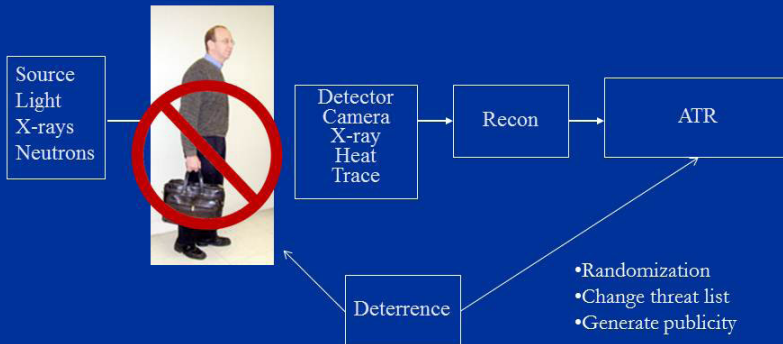 Source
Light
X-rays
Neutrons
Detector
Camera
X-ray
Heat
Trace
Recon
ATR
Deterrence
•Randomization
•Change threat list
•Generate publicity